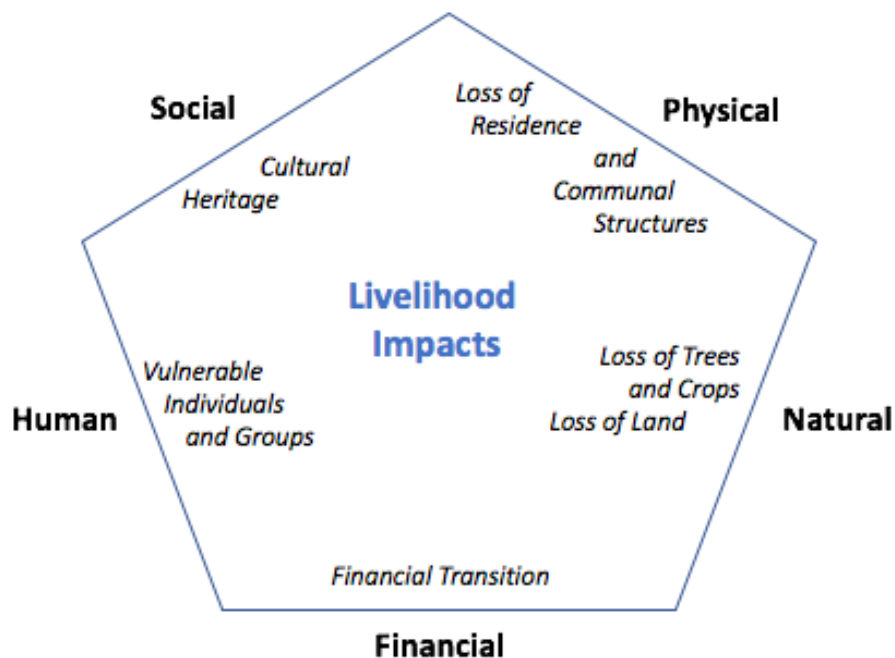 Social
Physical
Loss of
Residence
and
Communal
Structures
Cultural
Heritage
Livelihood
Impacts
Vulnerable
Individuals
and Groups
Human
Loss of Trees
and Crops
Loss of Land
Natural
Financial Transition
Financial